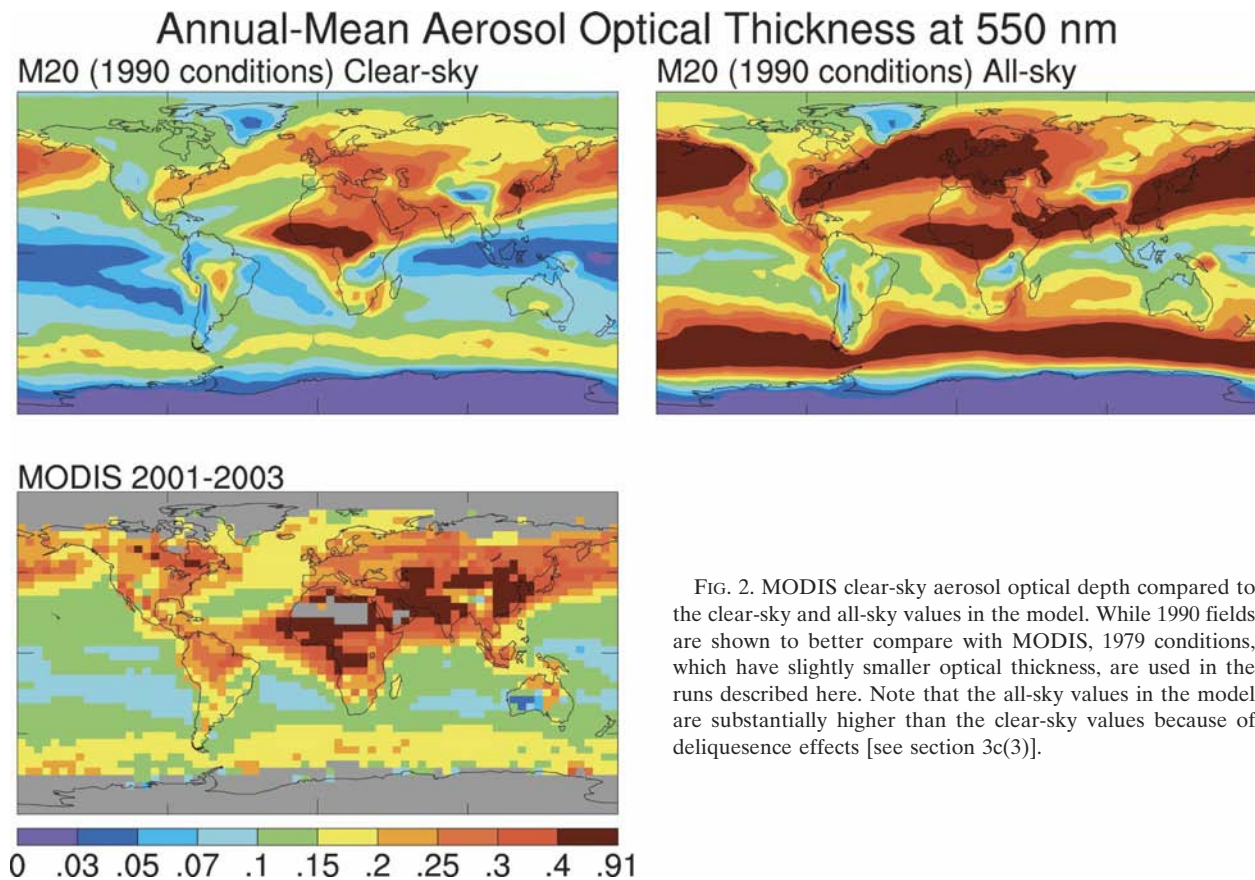 Annual-Mean Aerosol Optical Thickness at 550 nm
M20 (1990 conditions) Clear-sky
M20 (1990 conditions) All-sky
MODIS 2001-2003
0 .03 .05 .07 .1 .15 .2 .25 .3 .4 .91
FIG. 2. MODIS clear-sky aerosol optical depth compared to
the clear-sky and all-sky values in the model. While 1990 fields
are shown to better compare with MODIS, 1979 conditions,
which have slightly smaller optical thickness, are used in the
runs described here. Note that the all-sky values in the model
are substantially higher than the clear-sky values because of
deliquesence effects [see section 3c(3)].